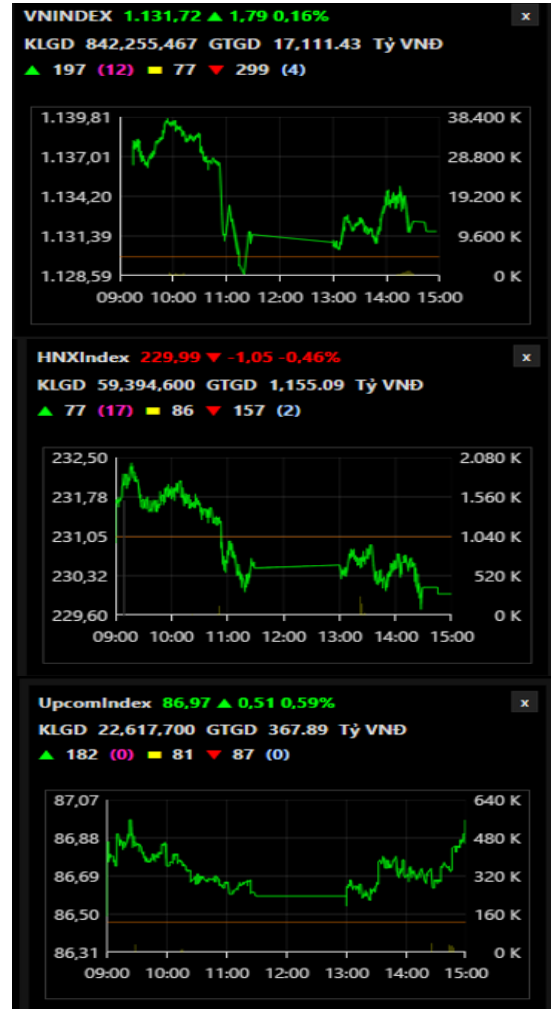 VNINDEX 1.131,72 ▲ 1,79 0,16% x
KLGD 842,255,467 GTGD 17,111.43 Tỷ VNĐ
▲ 197 (12) 77 ▼ 299 (4)
1.139,81 38.400 K
1.137,01 28.800 K
1.134,20 19.200 K
1.131,39 9.600 K
1.128,59 0 K
09:00 10:00 11:00 12:00 13:00 14:00 15:00
HNXIndex 229,99 ▼ -1,05 -0,46% x
KLGD 59,394,600 GTGD 1,155.09 Tỷ VNĐ
▲ 77 (17) 86 ▼ 157 (2)
232,50 2.080 K
231,78 1.560 K
231,05 1.040 K
230,32 520 K
229,60 0 K
09:00 10:00 11:00 12:00 13:00 14:00 15:00
UpcomIndex 86,97 ▲ 0,51 0,59% x
KLGD 22,617,700 GTGD 367.89 Tỷ VNĐ
▲ 182 (0) 81 ▼ 87 (0)
87,07 640 K
86,88 480 K
86,69 320 K
86,50 160 K
86,31 0 K
09:00 10:00 11:00 12:00 13:00 14:00 15:00